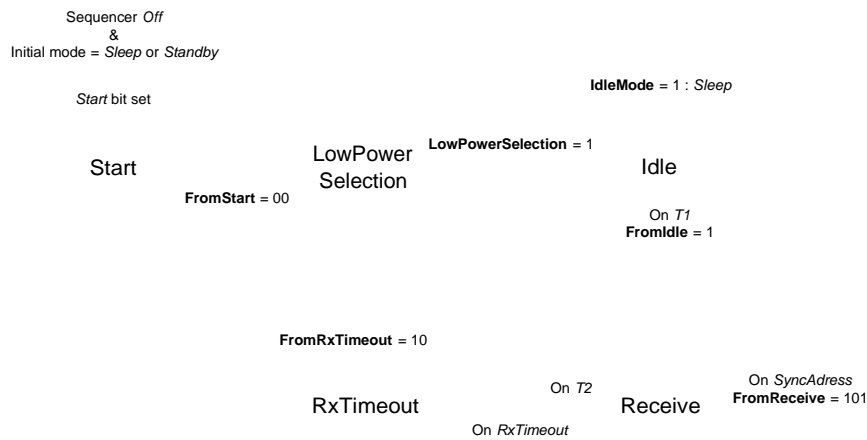 Sequencer Off
&
Initial mode = Sleep or Standby
Start bit set
IdleMode = 1 : Sleep
LowPowerSelection = 1
Start
LowPower
Selection
Idle
FromStart = 00
On T1
FromIdle = 1
FromRxTimeout = 10
On T2
On SyncAdress
FromReceive = 101
RxTimeout
Receive
On RxTimeout